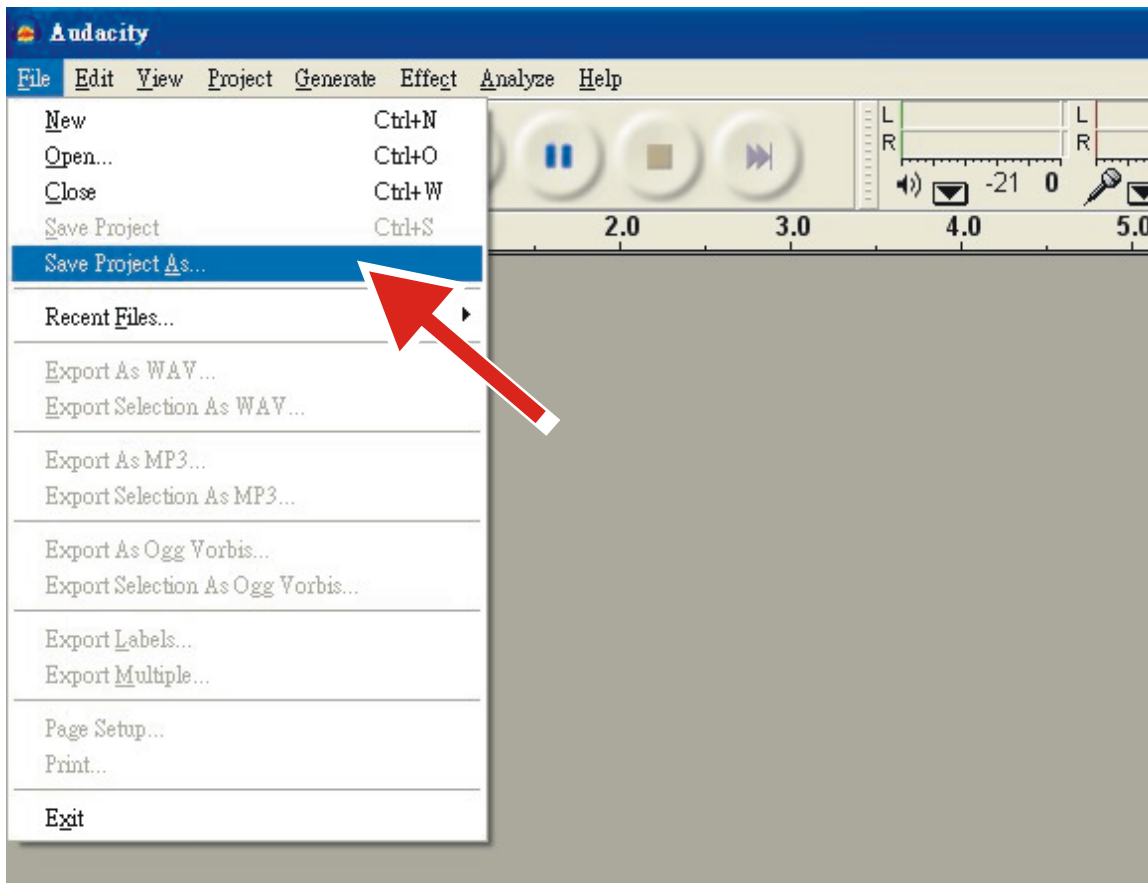 Audacity
File Edit View Project Generate Effect Analyze Help
New Ctrl+N
Open... Ctrl+O
Close Ctrl+W
Save Project Ctrl+S
Save Project As...
Recent Files...
Export As WAV...
Export Selection As WAV...
Export As MP3...
Export Selection As MP3...
Export As Ogg Vorbis...
Export Selection As Ogg Vorbis...
Export Labels...
Export Multiple...
Page Setup...
Print...
Exit
L L
R R
-21 0
2.0 3.0 4.0 5.0